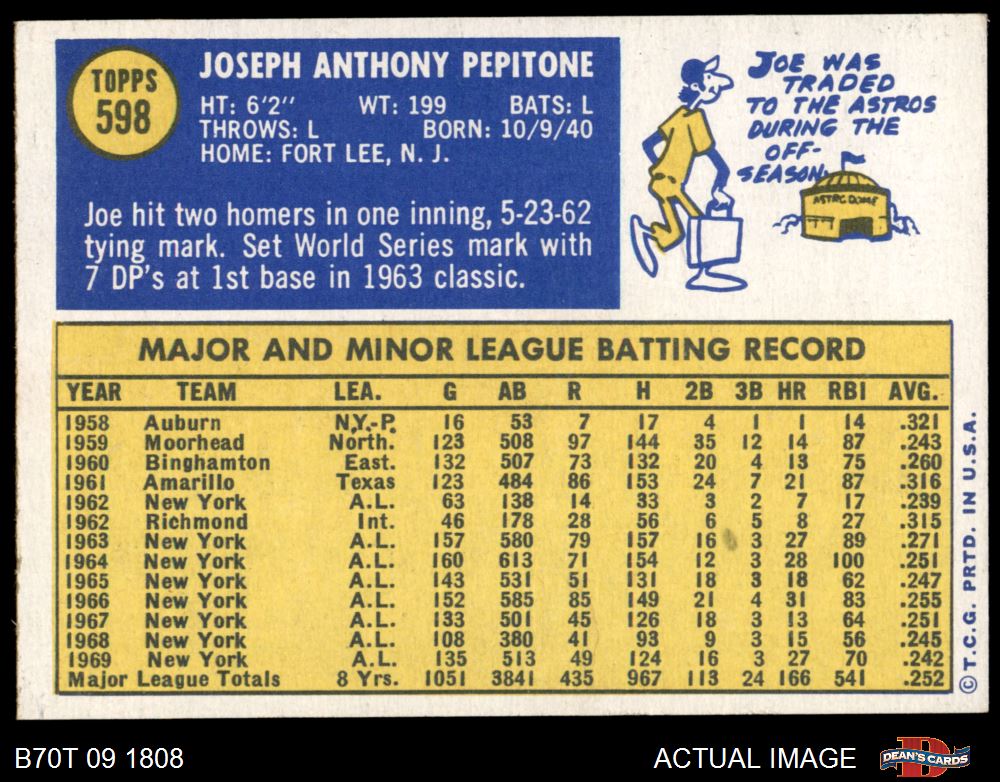 TOPPS
598
JOSEPH ANTHONY PEPITONE
HT: 6'2" WT: 199 BATS: L
THROWS: L BORN: 10/9/40
HOME: FORT LEE, N. J.
Joe hit two homers in one inning, 5-23-62
tying mark. Set World Series mark with
7 DP's at 1st base in 1963 classic.
JOE WAS
TRADED
TO THE ASTROS
DURING THE
OFF-
SEASON.
ASTRODOME
MAJOR AND MINOR LEAGUE BATTING RECORD
YEAR TEAM LEA. G AB R H 2B 3B HR RBI AVG.
1958 Auburn N.Y.-P. 16 53 7 17 4 1 1 14 .321
1959 Moorhead North. 123 508 97 144 35 12 14 87 .243
1960 Binghamton East. 132 507 73 132 20 4 13 75 .260
1961 Amarillo Texas 123 484 86 153 24 7 21 87 .316
1962 New York A.L. 63 138 14 33 3 2 7 17 .239
1962 Richmond Int. 46 178 28 56 6 5 8 27 .315
1963 New York A.L. 157 580 79 157 16 3 27 89 .271
1964 New York A.L. 160 613 71 154 12 3 28 100 .251
1965 New York A.L. 143 531 51 131 18 3 18 62 .247
1966 New York A.L. 152 585 85 149 21 4 31 83 .255
1967 New York A.L. 133 501 45 126 18 3 13 64 .251
1968 New York A.L. 108 380 41 93 9 3 15 56 .245
1969 New York A.L. 135 513 49 124 16 3 27 70 .242
Major League Totals 8 Yrs. 1051 3841 435 967 113 24 166 541 .252
© T.C.G. PRTD. IN U.S.A.
B70T 09 1808
ACTUAL IMAGE
DEAN'S CARDS